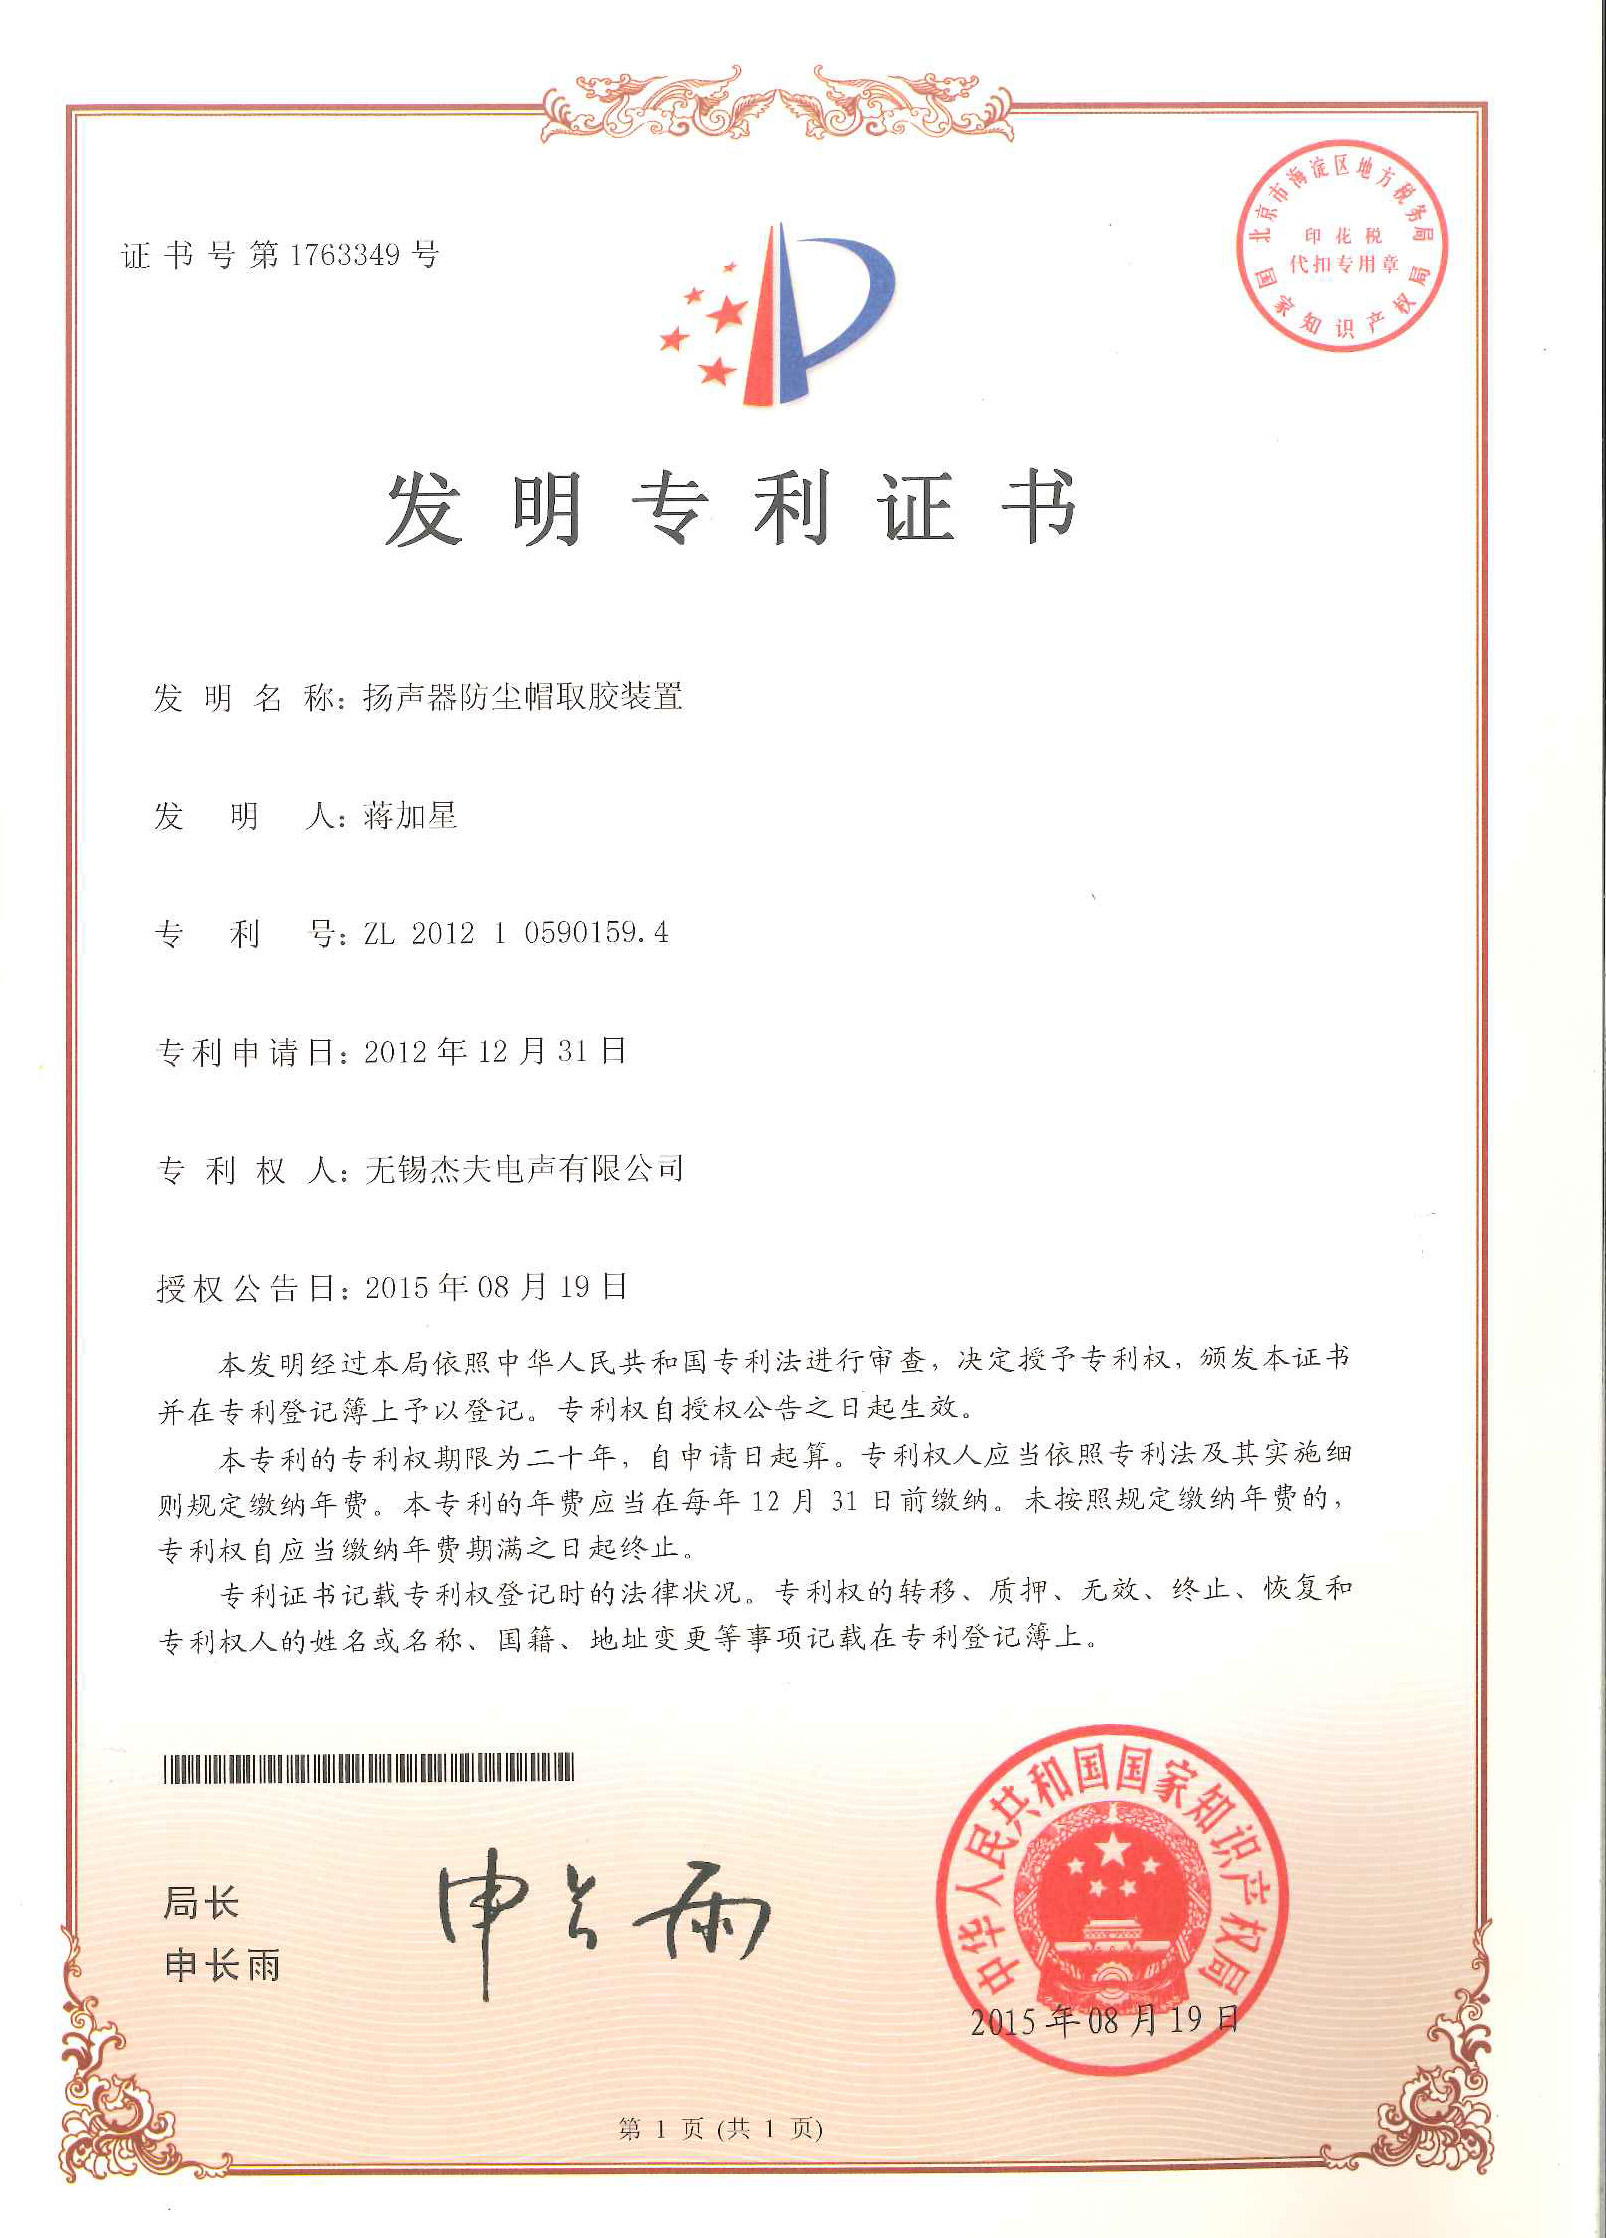 证书号第1763349号
北京市海淀区地方税务局
印花税
代扣专用章
国家知识产权局
发明专利证书
发明名称：扬声器防尘帽取胶装置
发明人：蒋加星
专利号：ZL 2012 1 0590159.4
专利申请日：2012年12月31日
专利权人：无锡杰夫电声有限公司
授权公告日：2015年08月19日
本发明经过本局依照中华人民共和国专利法进行审查，决定授予专利权，颁发本证书
并在专利登记簿上予以登记。专利权自授权公告之日起生效。
本专利的专利权期限为二十年，自申请日起算。专利权人应当依照专利法及其实施细
则规定缴纳年费。本专利的年费应当在每年12月31日前缴纳。未按照规定缴纳年费的，
专利权自应当缴纳年费期满之日起终止。
专利证书记载专利权登记时的法律状况。专利权的转移、质押、无效、终止、恢复和
专利权人的姓名或名称、国籍、地址变更等事项记载在专利登记簿上。
局长
申长雨
申长雨
中华人民共和国国家知识产权局
2015年08月19日
第 1 页 (共 1 页)